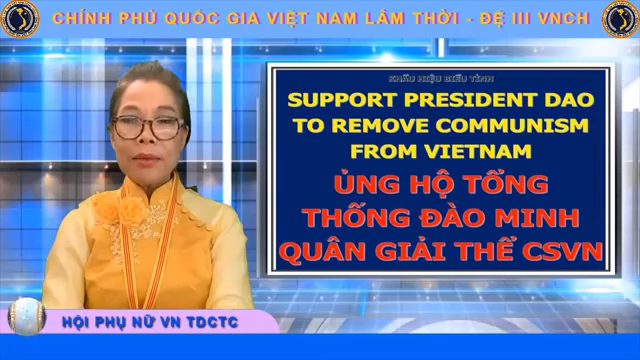 CHÍNH PHỦ QUỐC GIA VIỆT NAM LÂM THỜI - ĐỆ III VNCH
KHẨU HIỆU BIỂU TÌNH
SUPPORT PRESIDENT DAO
TO REMOVE COMMUNISM
FROM VIETNAM
ỦNG HỘ TỔNG
THỐNG ĐÀO MINH
QUÂN GIẢI THỂ CSVN
HỘI PHỤ NỮ VN TDCTC